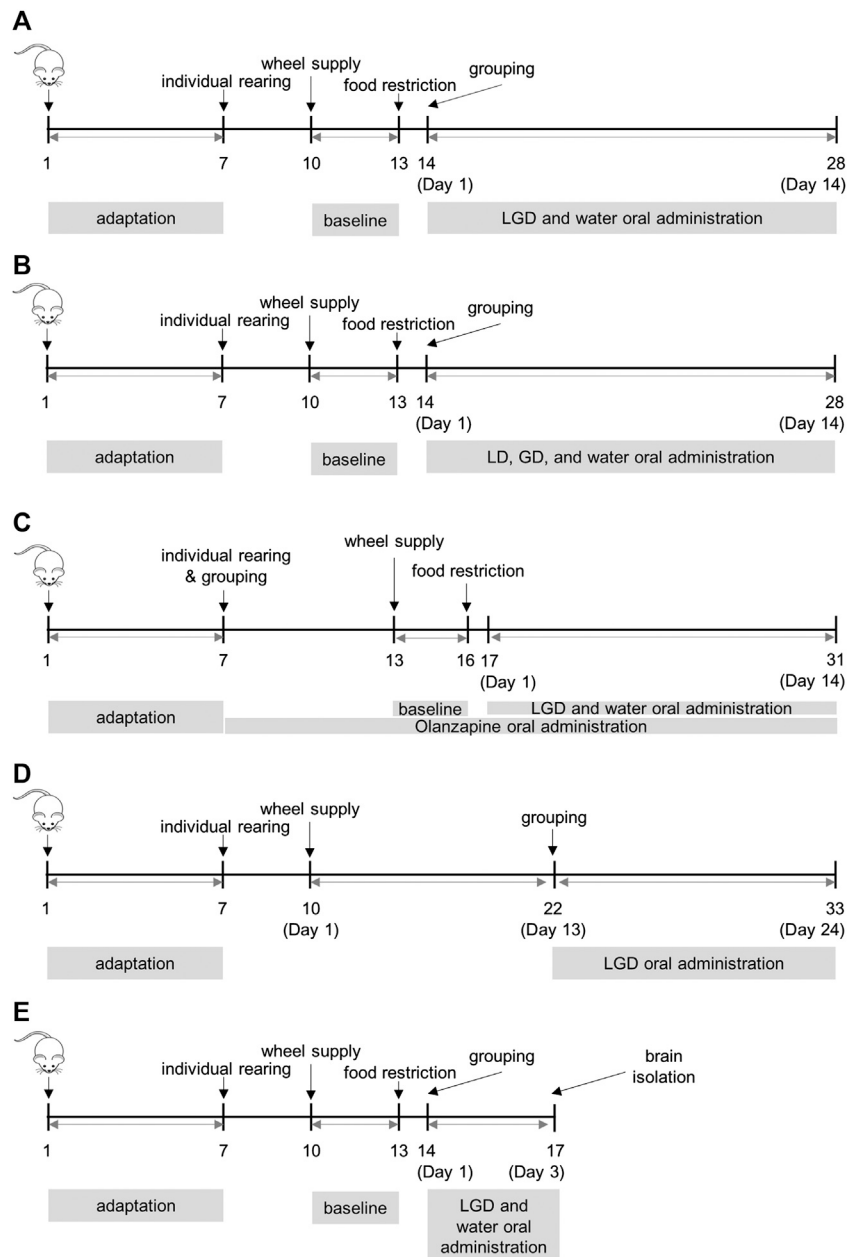 A
wheel supply
grouping
individual rearing
food restriction
1 7 10 13 14 28
(Day 1) (Day 14)
adaptation
baseline
LGD and water oral administration
B
wheel supply
grouping
individual rearing
food restriction
1 7 10 13 14 28
(Day 1) (Day 14)
adaptation
baseline
LD, GD, and water oral administration
C
wheel supply
individual rearing
& grouping
food restriction
1 7 13 16 17 31
(Day 1) (Day 14)
adaptation
baseline
LGD and water oral administration
Olanzapine oral administration
D
wheel supply
grouping
individual rearing
1 7 10 22 33
(Day 1) (Day 13) (Day 24)
adaptation
LGD oral administration
E
wheel supply
grouping
brain
isolation
individual rearing
food restriction
1 7 10 13 14 17
(Day 1) (Day 3)
adaptation
baseline
LGD and
water oral
administration